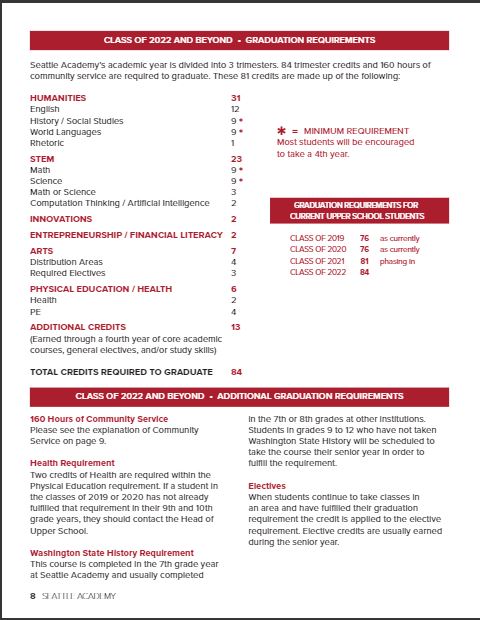 CLASS OF 2022 AND BEYOND - GRADUATION REQUIREMENTS
Seattle Academy's academic year is divided into 3 trimesters. 84 trimester credits and 160 hours of
community service are required to graduate. These 81 credits are made up of the following:
HUMANITIES 31
English 12
History / Social Studies 9 *
World Languages 9 *
Rhetoric 1
STEM 23
Math 9 *
Science 9 *
Math or Science 3
Computation Thinking / Artificial Intelligence 2
INNOVATIONS 2
ENTREPRENEURSHIP / FINANCIAL LITERACY 2
ARTS 7
Distribution Areas 4
Required Electives 3
PHYSICAL EDUCATION / HEALTH 6
Health 2
PE 4
ADDITIONAL CREDITS 13
(Earned through a fourth year of core academic
courses, general electives, and/or study skills)
TOTAL CREDITS REQUIRED TO GRADUATE 84
* = MINIMUM REQUIREMENT
Most students will be encouraged
to take a 4th year.
GRADUATION REQUIREMENTS FOR
CURRENT UPPER SCHOOL STUDENTS
CLASS OF 2019 76 as currently
CLASS OF 2020 76 as currently
CLASS OF 2021 81 phasing in
CLASS OF 2022 84
CLASS OF 2022 AND BEYOND - ADDITIONAL GRADUATION REQUIREMENTS
160 Hours of Community Service
Please see the explanation of Community
Service on page 9.
Health Requirement
Two credits of Health are required within the
Physical Education requirement. If a student in
the classes of 2019 or 2020 has not already
fulfilled that requirement in their 9th and 10th
grade years, they should contact the Head of
Upper School.
Washington State History Requirement
This course is completed in the 7th grade year
at Seattle Academy and usually completed
in the 7th or 8th grades at other institutions.
Students in grades 9 to 12 who have not taken
Washington State History will be scheduled to
take the course their senior year in order to
fulfill the requirement.
Electives
When students continue to take classes in
an area and have fulfilled their graduation
requirement the credit is applied to the elective
requirement. Elective credits are usually earned
during the senior year.
8 SEATTLE ACADEMY